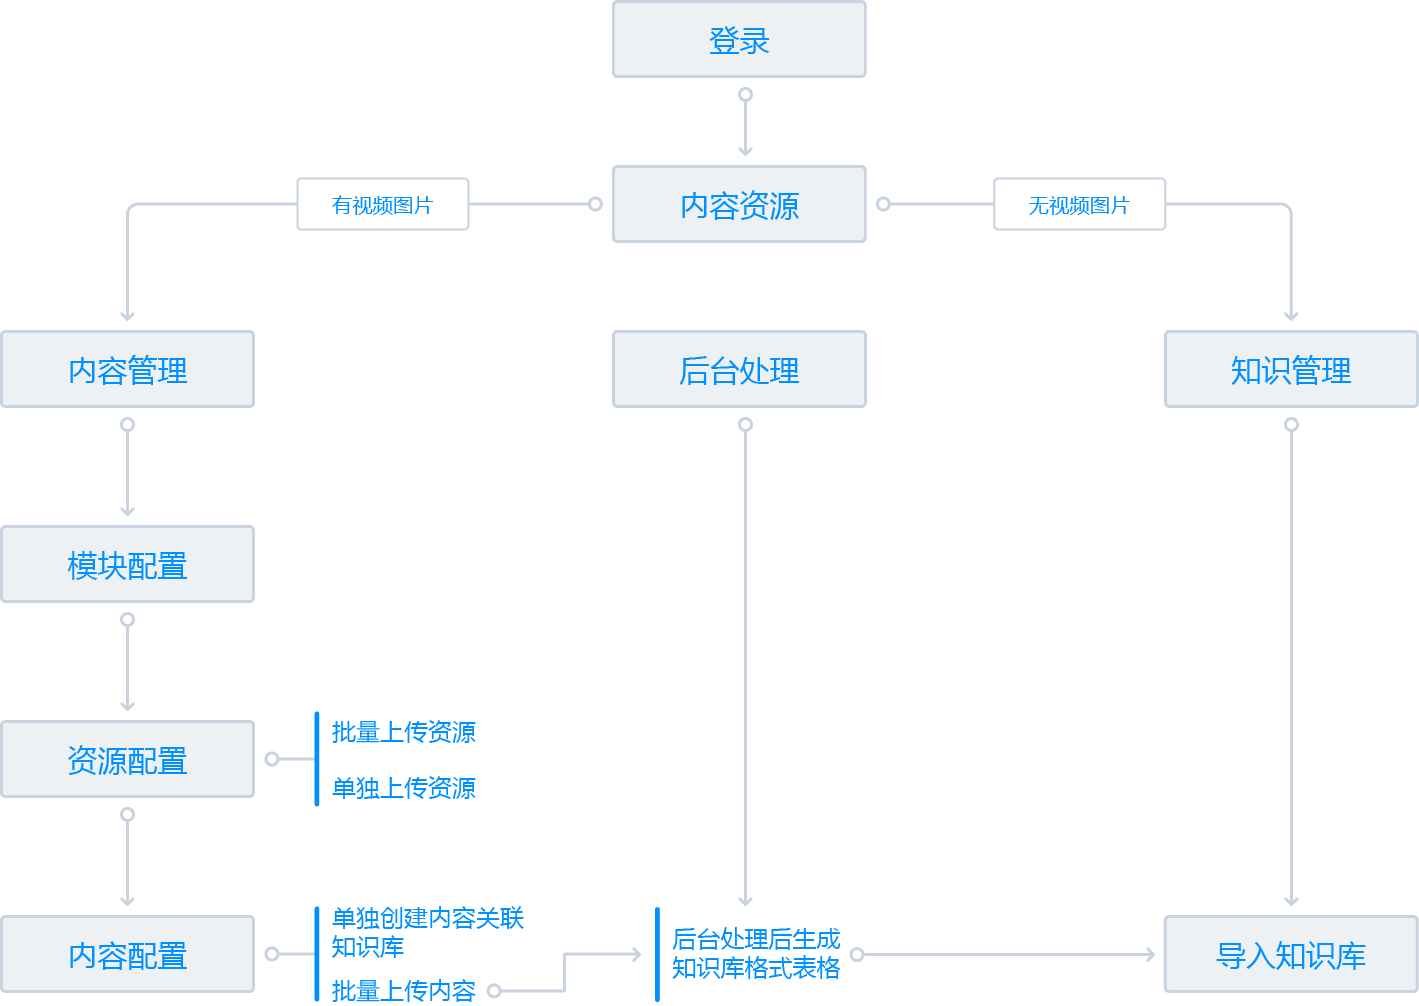 登录
有视频图片
内容资源
无视频图片
内容管理
后台处理
知识管理
模块配置
资源配置
批量上传资源
单独上传资源
内容配置
单独创建内容关联
知识库
批量上传内容
后台处理后生成
知识库格式表格
导入知识库